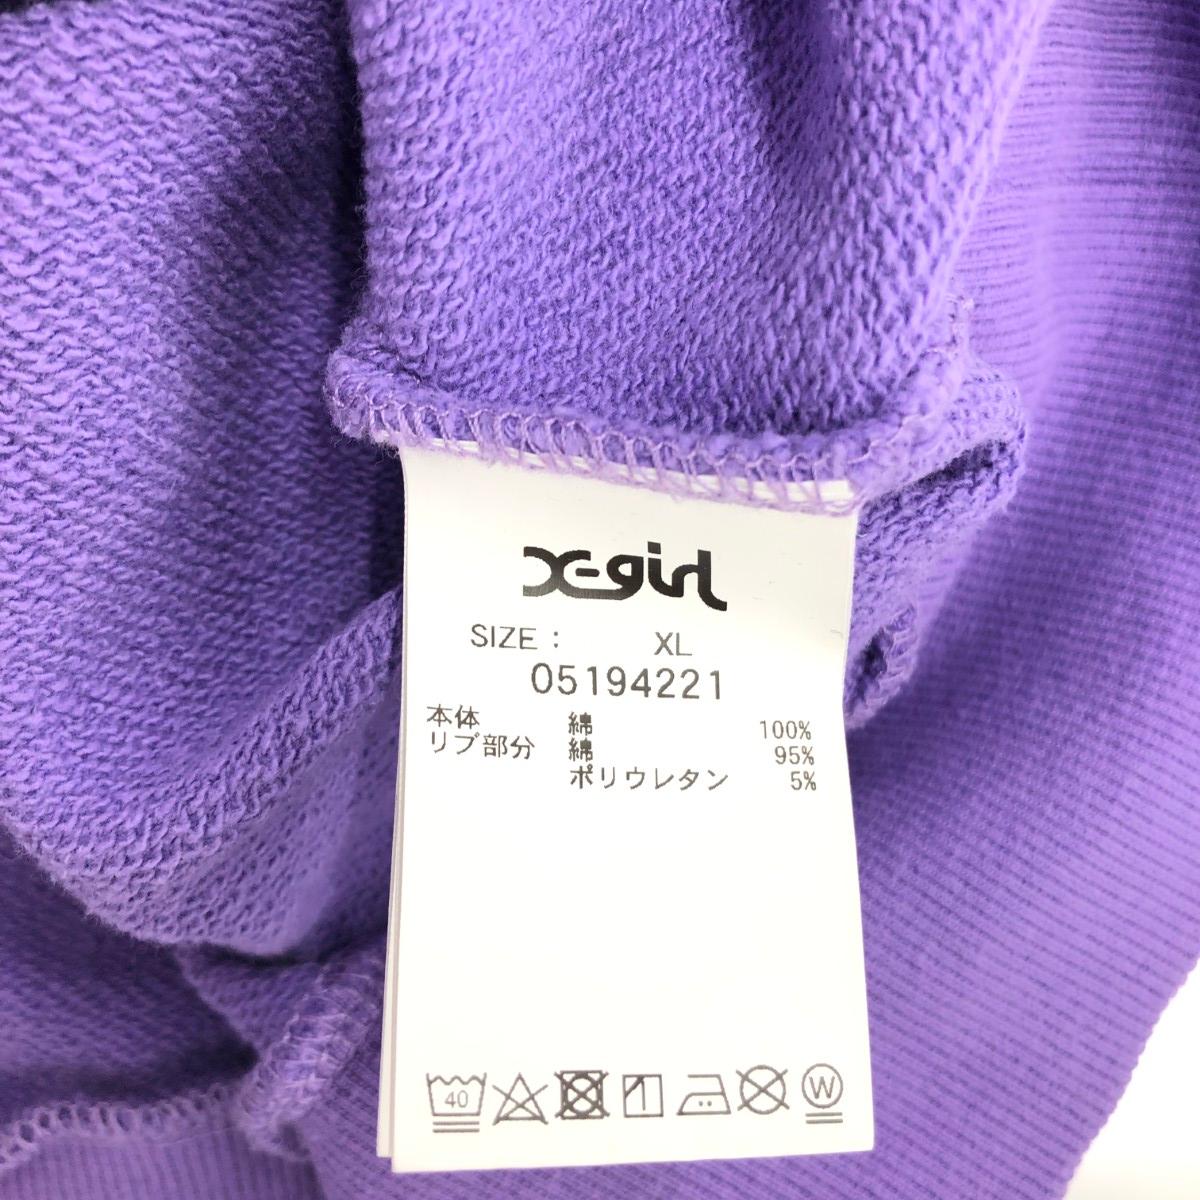 X-girl
SIZE : XL
05194221
本体 綿 100%
リブ部分 綿 95%
ポリウレタン 5%
40 W